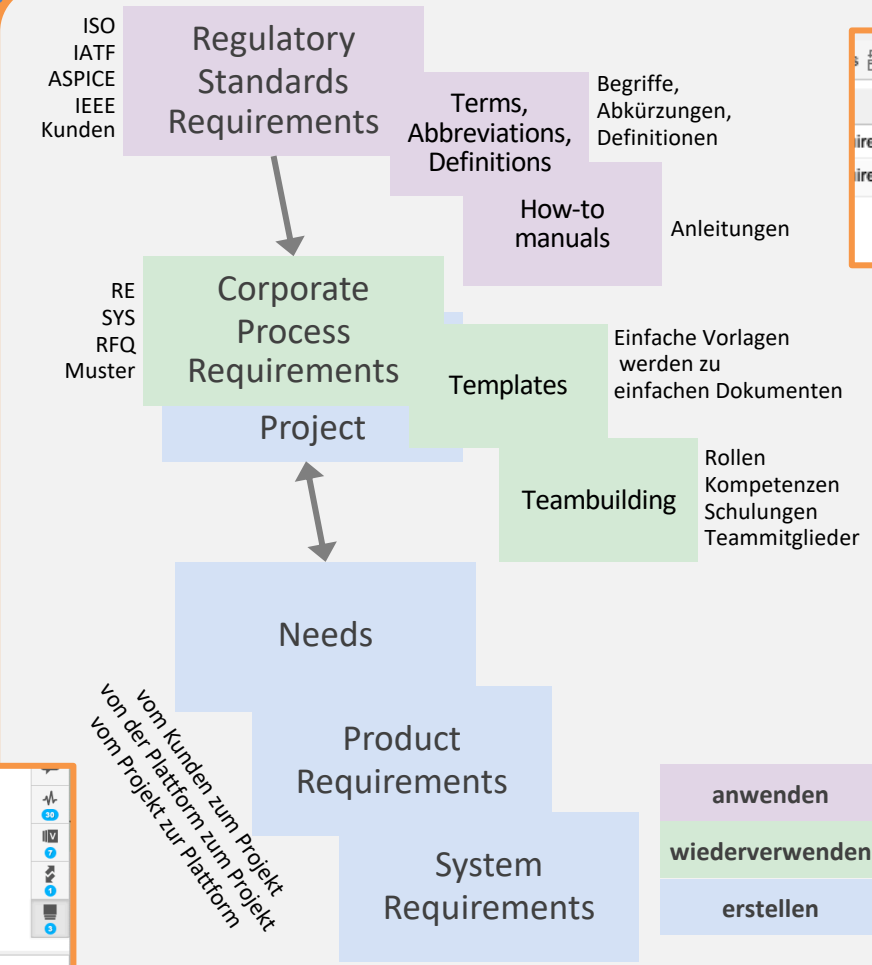 ISO
IATF
ASPICE
IEEE
Kunden
Regulatory
Standards
Requirements
Terms,
Abbreviations,
Definitions
Begriffe,
Abkürzungen,
Definitionen
How-to
manuals
Anleitungen
RE
SYS
RFQ
Muster
Corporate
Process
Requirements
Project
Templates
Einfache Vorlagen
werden zu
einfachen Dokumenten
Teambuilding
Rollen
Kompetenzen
Schulungen
Teammitglieder
Needs
vom Kunden zum Projekt
von der Plattform zum Projekt
vom Projekt zur Plattform
Product
Requirements
System
Requirements
anwenden
wiederverwenden
erstellen
30
7
1
3